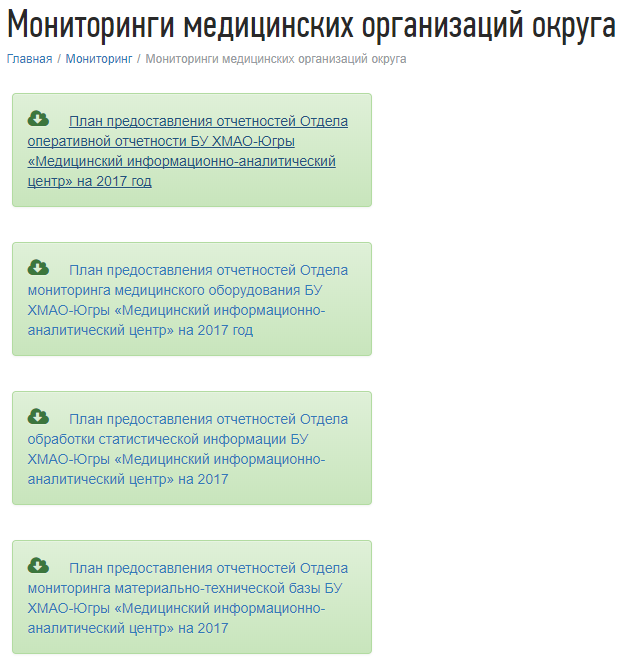 Мониторинги медицинских организаций округа
Главная / Мониторинг / Мониторинги медицинских организаций округа
План предоставления отчетностей Отдела
оперативной отчетности БУ ХМАО-Югры
«Медицинский информационно-аналитический
центр» на 2017 год
План предоставления отчетностей Отдела
мониторинга медицинского оборудования БУ
ХМАО-Югры «Медицинский информационно-
аналитический центр» на 2017 год
План предоставления отчетностей Отдела
обработки статистической информации БУ
ХМАО-Югры «Медицинский информационно-
аналитический центр» на 2017
План предоставления отчетностей Отдела
мониторинга материально-технической базы БУ
ХМАО-Югры «Медицинский информационно-
аналитический центр» на 2017